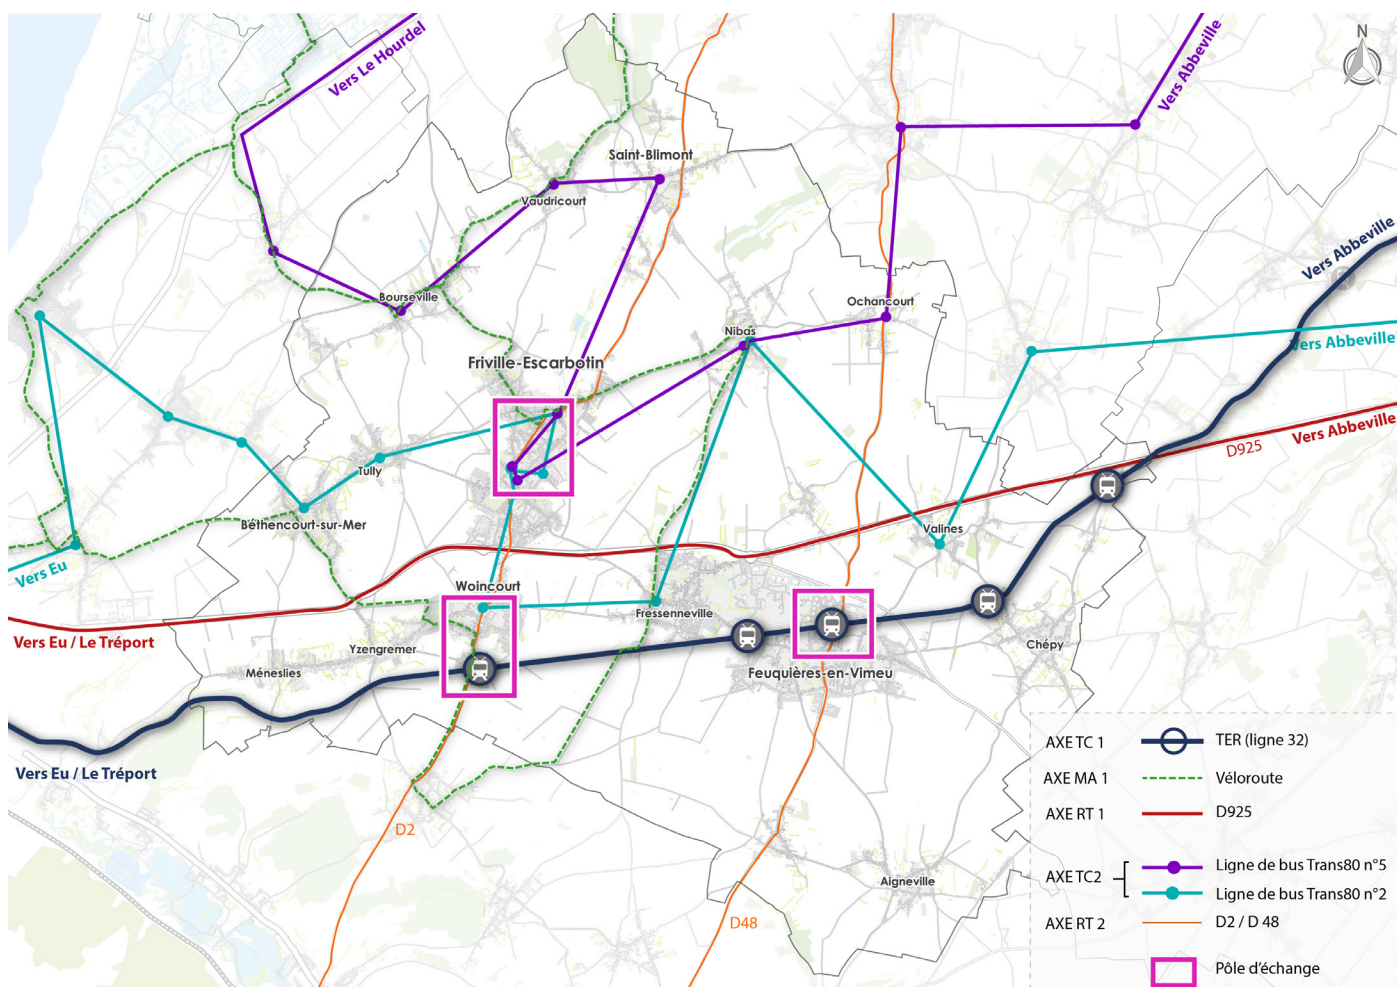 Vers Le Hourdel
Vers Abbeville
N
Saint-Blimont
Vaudricourt
Vers Abbeville
Bourseville
Ochancourt
Nibas
Vers Abbeville
Friville-Escarbotin
Vers Abbeville
D925
Tully
Béthencourt-sur-Mer
Valines
Vers Eu
Woincourt
Fressenneville
Vers Eu / Le Tréport
Yzengremer
Chépy
Méneslies
Feuquières-en-Vimeu
Vers Eu / Le Tréport
D2
Aigneville
D48
AXE TC 1 TER (ligne 32)
AXE MA 1 Véloroute
AXE RT 1 D925
AXE TC2 Ligne de bus Trans80 n°5
Ligne de bus Trans80 n°2
AXE RT 2 D2 / D 48
Pôle d'échange